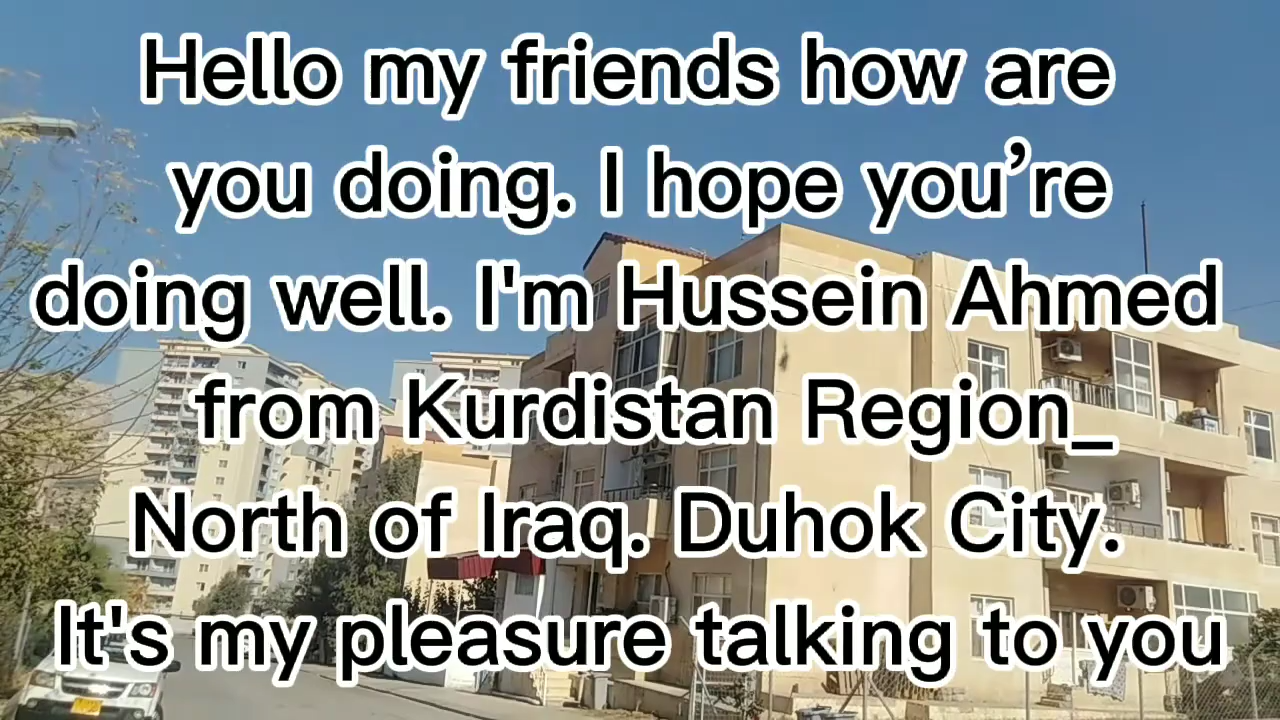 Hello my friends how are
you doing. I hope you’re
doing well. I'm Hussein Ahmed
from Kurdistan Region_
North of Iraq. Duhok City.
It's my pleasure talking to you